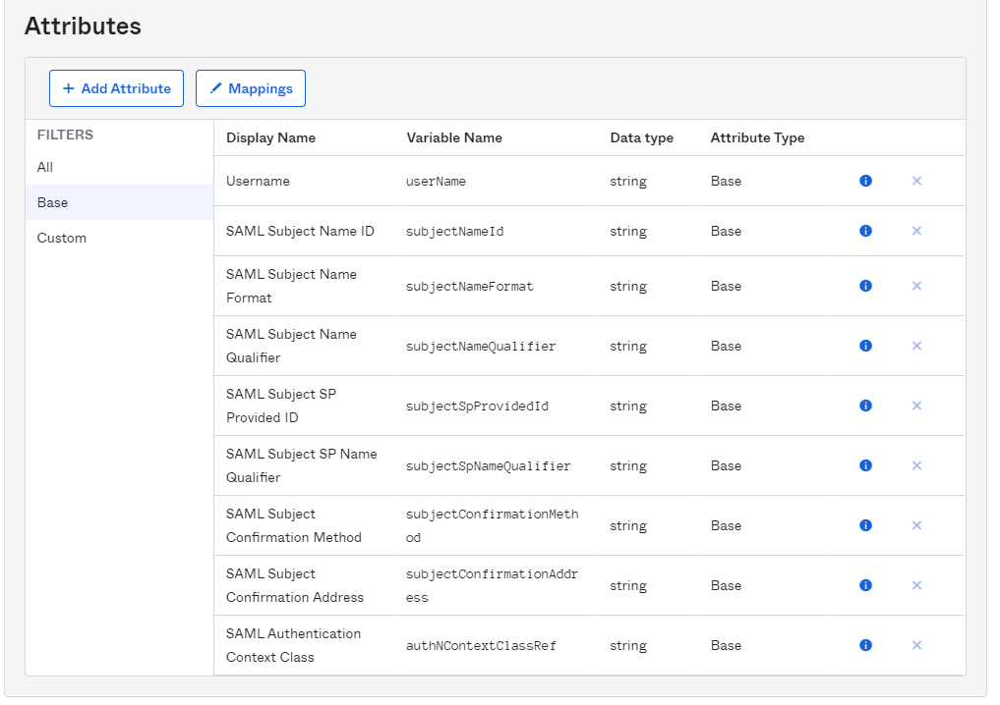 Attributes
+ Add Attribute
Mappings
FILTERS
All
Base
Custom
Display Name Variable Name Data type Attribute Type
Username userName string Base
SAML Subject Name ID subjectNameId string Base
SAML Subject Name
Format
subjectNameFormat string Base
SAML Subject Name
Qualifier
subjectNameQualifier string Base
SAML Subject SP
Provided ID
subjectSpProvidedId string Base
SAML Subject SP Name
Qualifier
subjectSpNameQualifier string Base
SAML Subject
Confirmation Method
subjectConfirmationMeth
od
string Base
SAML Subject
Confirmation Address
subjectConfirmationAddr
ess
string Base
SAML Authentication
Context Class
authNContextClassRef string Base